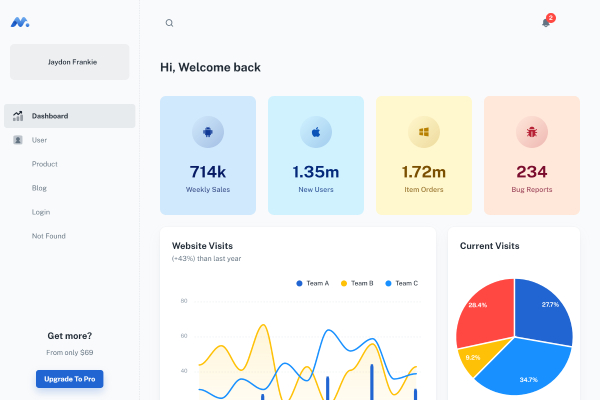 2
Jaydon Frankie
Hi, Welcome back
Dashboard
User
Product
Blog
Login
Not Found
714k
Weekly Sales
1.35m
New Users
1.72m
Item Orders
234
Bug Reports
Website Visits
(+43%) than last year
Team A
Team B
Team C
80
60
40
Current Visits
28.4%
27.7%
9.2%
34.7%
Get more?
From only $69
Upgrade To Pro